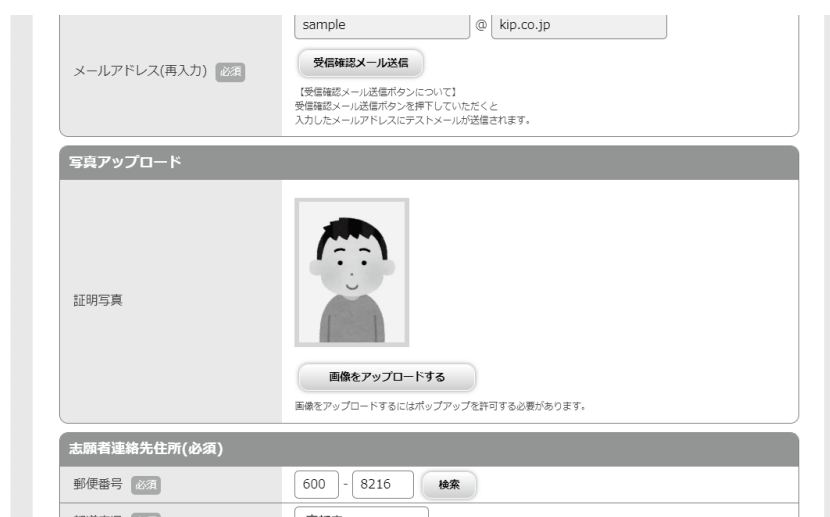 sample @ kip.co.jp
メールアドレス(再入力) 必須
受信確認メール送信
【受信確認メール送信ボタンについて】
受信確認メール送信ボタンを押下していただくと
入力したメールアドレスにテストメールが送信されます。
写真アップロード
証明写真
画像をアップロードする
画像をアップロードするにはポップアップを許可する必要があります。
志願者連絡先住所(必須)
郵便番号 必須 600 - 8216 検索